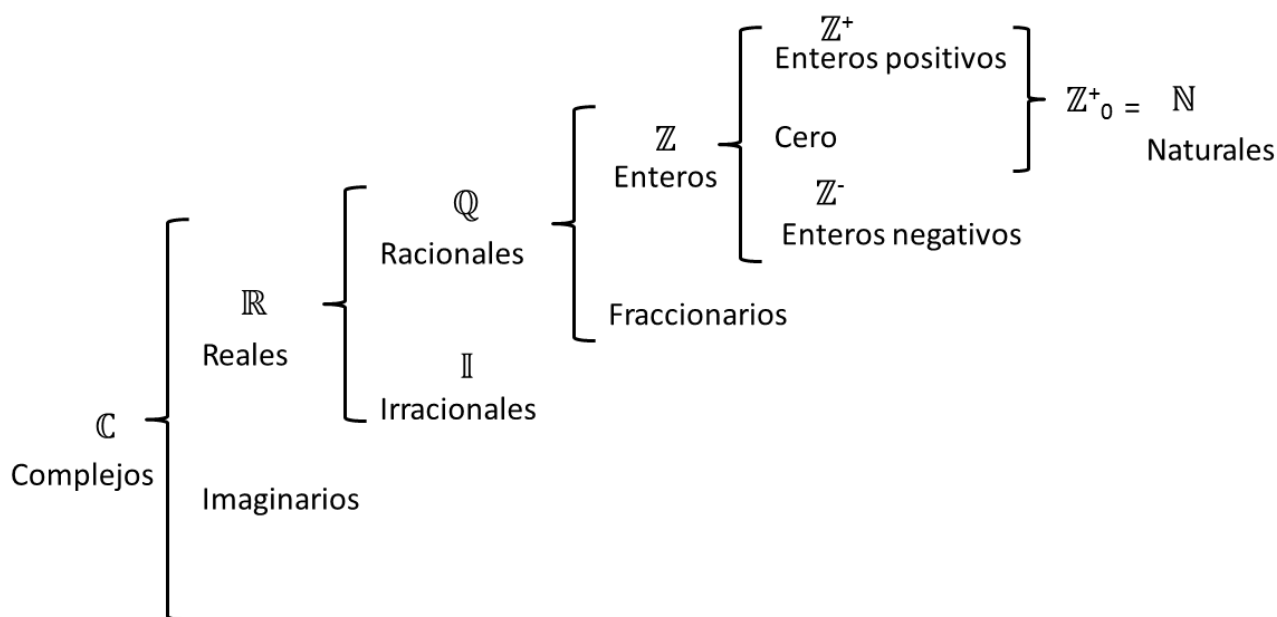 ℤ⁺
Enteros positivos
ℤ⁺₀ = ℕ
Naturales
ℤ
Enteros
Cero
ℤ⁻
Enteros negativos
ℚ
Racionales
Fraccionarios
ℝ
Reales
𝕀
Irracionales
ℂ
Complejos
Imaginarios